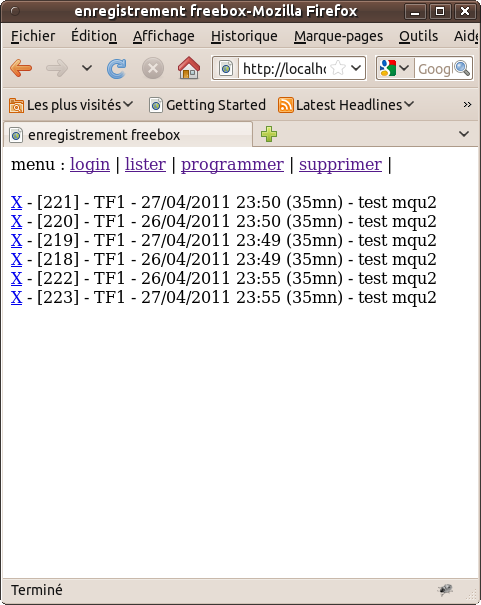 enregistrement freebox-Mozilla Firefox
Fichier Édition Affichage Historique Marque-pages Outils Aide
http://localh Goog
Les plus visités Getting Started Latest Headlines »
enregistrement freebox
menu : login | lister | programmer | supprimer |
X - [221] - TF1 - 27/04/2011 23:50 (35mn) - test mqu2
X - [220] - TF1 - 26/04/2011 23:50 (35mn) - test mqu2
X - [219] - TF1 - 27/04/2011 23:49 (35mn) - test mqu2
X - [218] - TF1 - 26/04/2011 23:49 (35mn) - test mqu2
X - [222] - TF1 - 26/04/2011 23:55 (35mn) - test mqu2
X - [223] - TF1 - 27/04/2011 23:55 (35mn) - test mqu2
Terminé